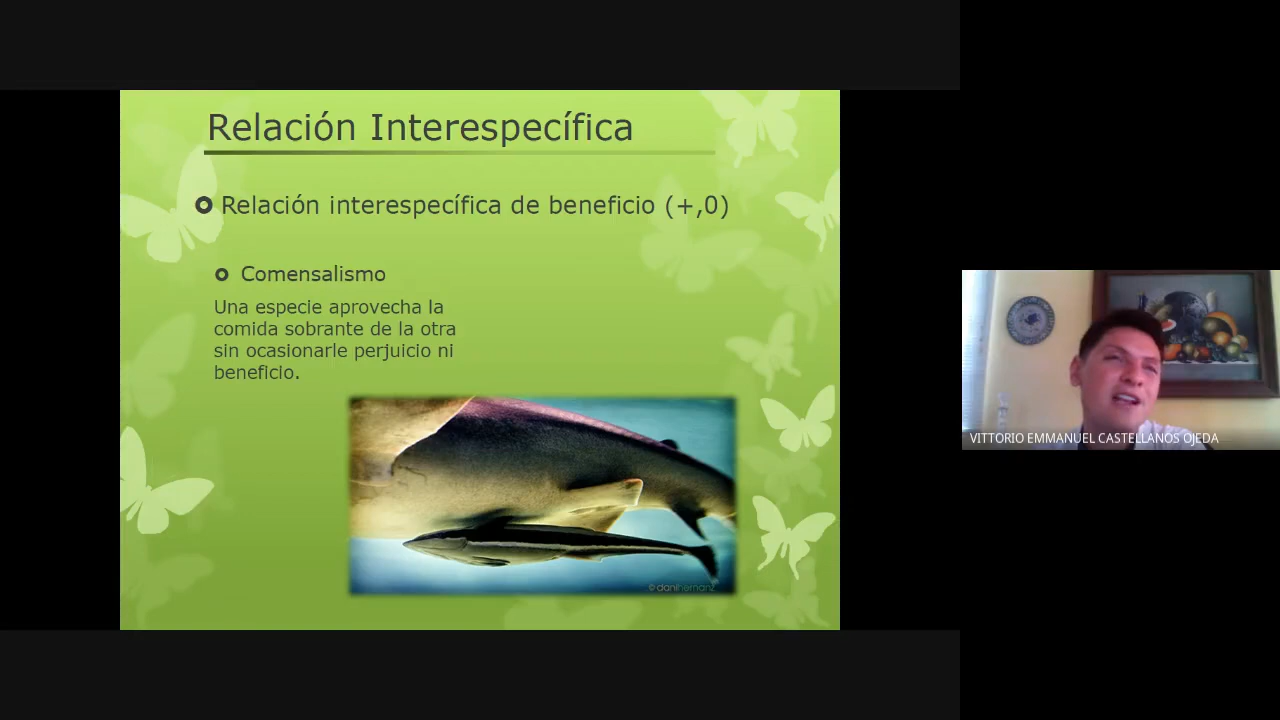 Relación Interespecífica
Relación interespecífica de beneficio (+,0)
Comensalismo
Una especie aprovecha la
comida sobrante de la otra
sin ocasionarle perjuicio ni
beneficio.
© danihernanz
VITTORIO EMMANUEL CASTELLANOS OJEDA